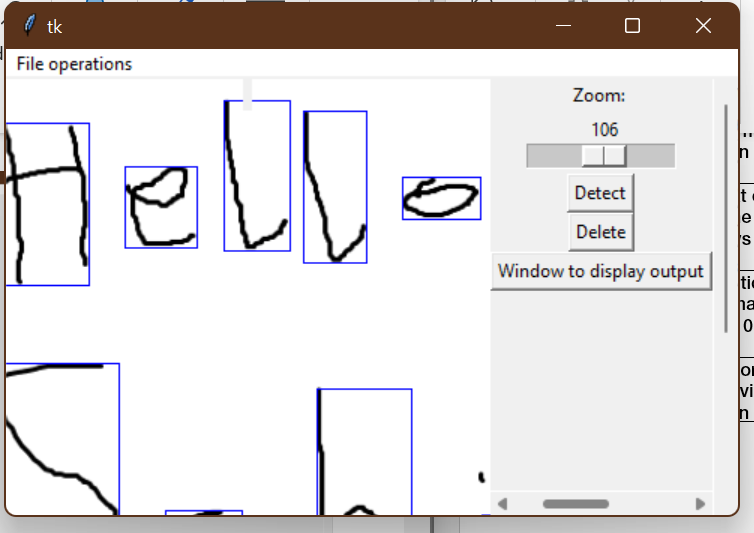 tk
File operations
Zoom:
106
Detect
Delete
Window to display output
Hello